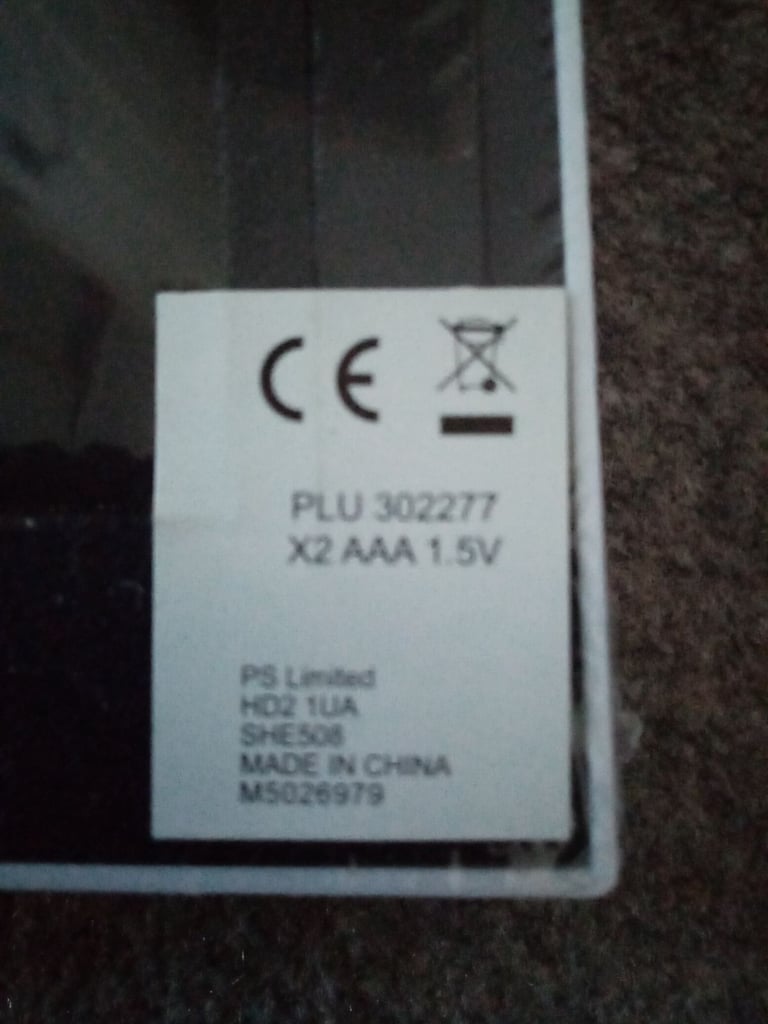 CE
PLU 302277
X2 AAA 1.5V
PS Limited
HD2 1UA
SHE508
MADE IN CHINA
M5026979